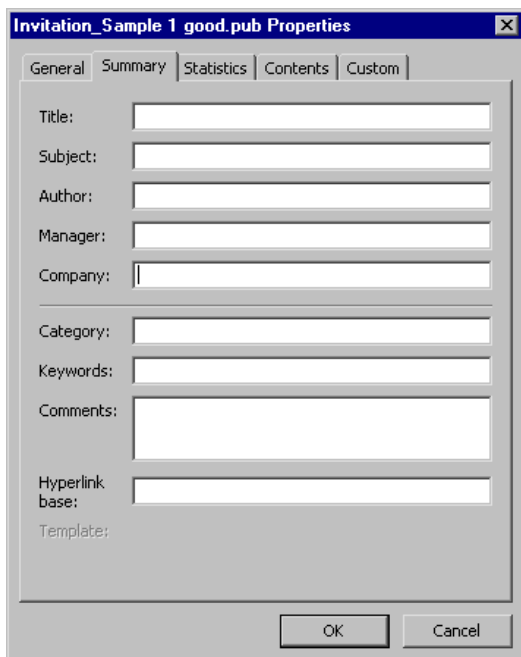 Invitation_Sample 1 good.pub Properties
General Summary Statistics Contents Custom
Title:
Subject:
Author:
Manager:
Company:
Category:
Keywords:
Comments:
Hyperlink
base:
Template:
OK Cancel